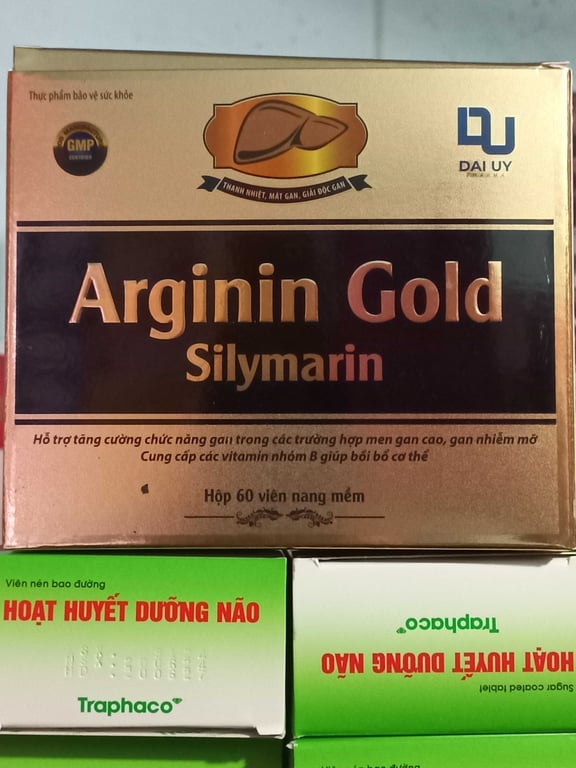 Thực phẩm bảo vệ sức khỏe
GMP
CERTIFIED
DAI UY
PHARMA
THANH NHIỆT, MÁT GAN, GIẢI ĐỘC GAN
Arginin Gold
Silymarin
Hỗ trợ tăng cường chức năng gan trong các trường hợp men gan cao, gan nhiễm mỡ
Cung cấp các vitamin nhóm B giúp bồi bổ cơ thể
Hộp 60 viên nang mềm
Viên nén bao đường
HOẠT HUYẾT DƯỠNG NÃO
Traphaco
Traphaco
HOẠT HUYẾT DƯỠNG NÃO
Sugar coated tablet